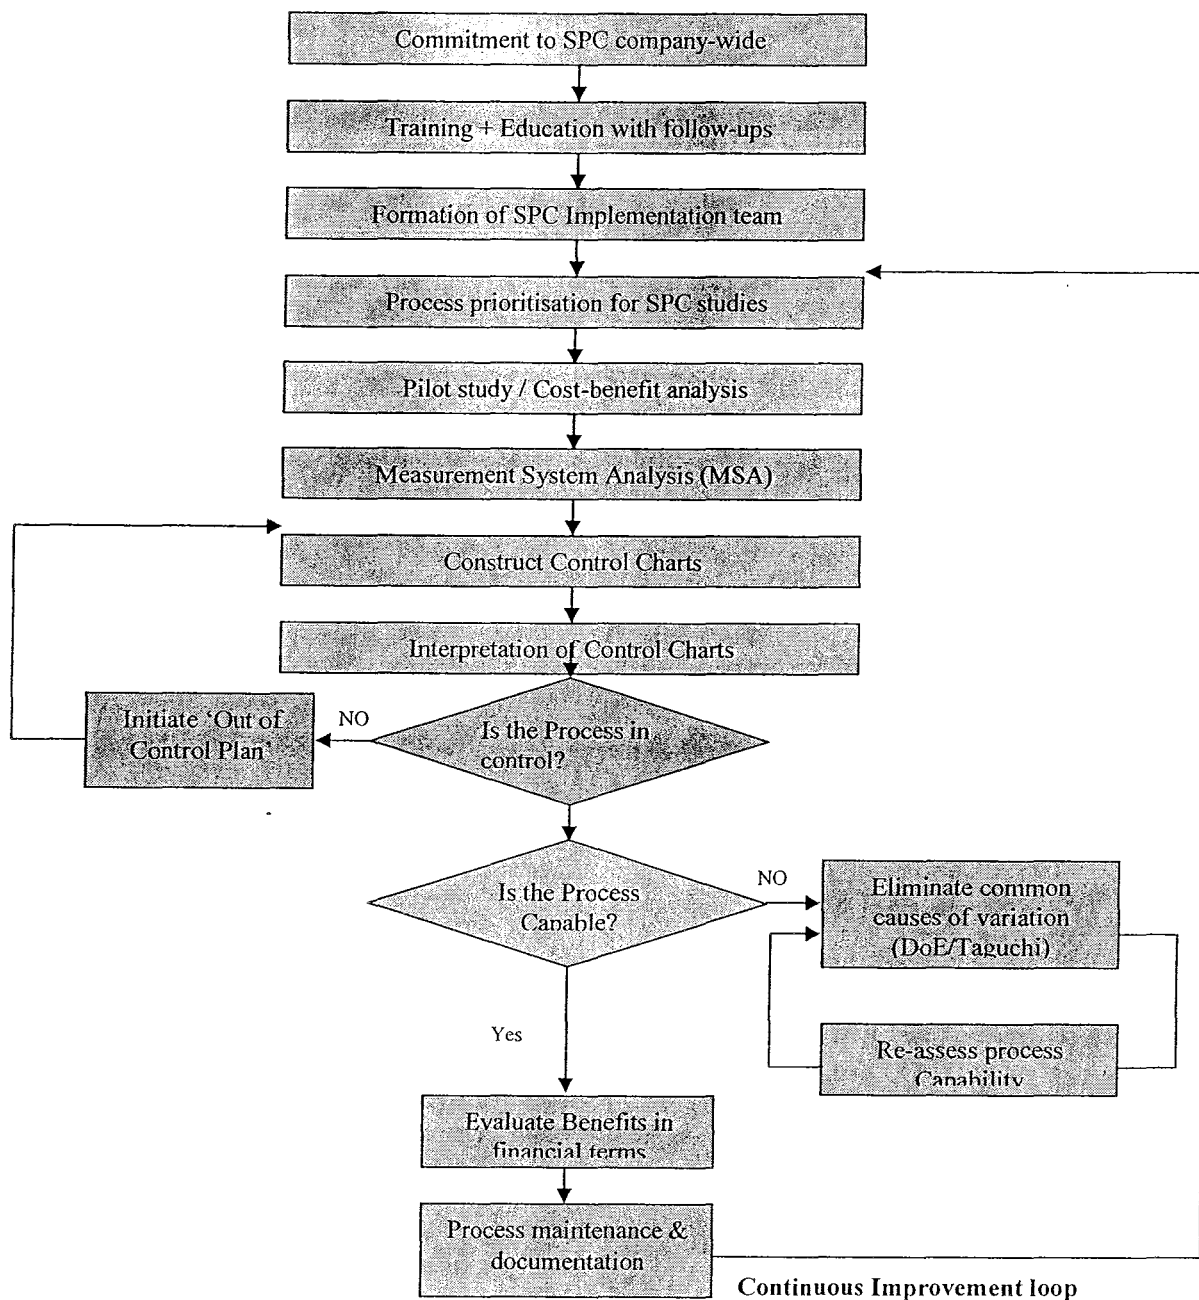 Commitment to SPC company-wide
Training + Education with follow-ups
Formation of SPC Implementation team
Process prioritisation for SPC studies
Pilot study / Cost-benefit analysis
Measurement System Analysis (MSA)
Construct Control Charts
Interpretation of Control Charts
Initiate ‘Out of
Control Plan’
NO
Is the Process in
control?
Is the Process
Capable?
NO
Eliminate common
causes of variation
(DoE/Taguchi)
Yes
Re-assess process
Capability
Evaluate Benefits in
financial terms
Process maintenance &
documentation
Continuous Improvement loop